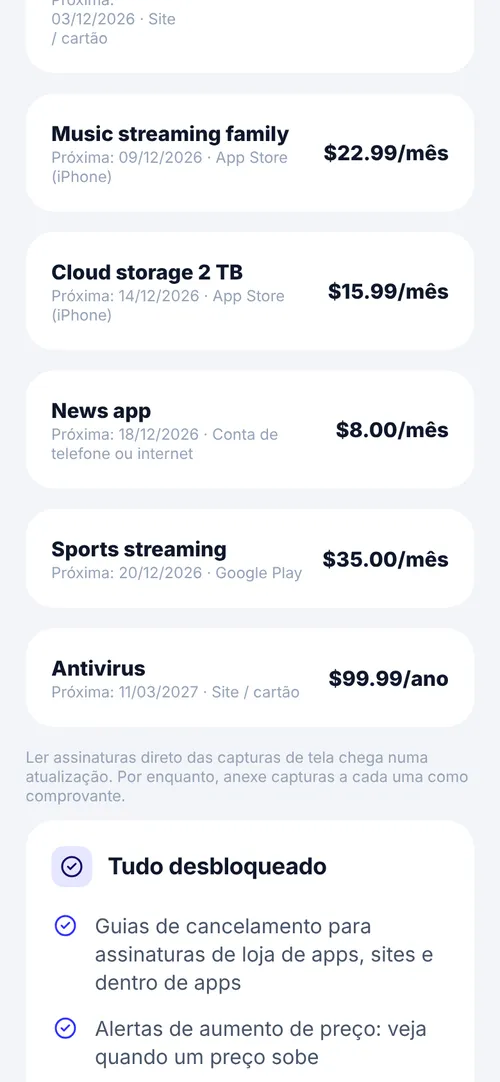 Próxima:
03/12/2026 · Site
/ cartão
Music streaming family
Próxima: 09/12/2026 · App Store
(iPhone)
$22.99/mês
Cloud storage 2 TB
Próxima: 14/12/2026 · App Store
(iPhone)
$15.99/mês
News app
Próxima: 18/12/2026 · Conta de
telefone ou internet
$8.00/mês
Sports streaming
Próxima: 20/12/2026 · Google Play
$35.00/mês
Antivirus
Próxima: 11/03/2027 · Site / cartão
$99.99/ano
Ler assinaturas direto das capturas de tela chega numa
atualização. Por enquanto, anexe capturas a cada uma como
comprovante.
Tudo desbloqueado
Guias de cancelamento para
assinaturas de loja de apps, sites e
dentro de apps
Alertas de aumento de preço: veja
quando um preço sobe